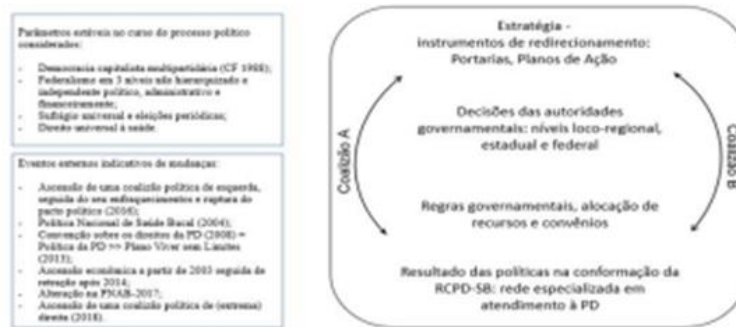 Parâmetros estáveis no curso do processo político
considerados:
- Democracia capitalista multipartidária (CF 1988);
- Federalismo em 3 níveis não hierarquizado e
independente político, administrativo e
financeiramente;
- Sufrágio universal e eleições periódicas;
- Direito universal à saúde.
Eventos externos indicativos de mudanças:
- Ascensão de uma coalizão política de esquerda,
seguida do seu enfraquecimento e ruptura do
pacto político (2016);
- Política Nacional de Saúde Bucal (2004);
- Convenção sobre os direitos da PD (2008) =
Política da PD => Plano Viver sem Limites
- Ascensão econômica a partir de 2003 seguida de
retração após 2014;
- Alteração na PNAB-2017;
- Ascensão de uma coalizão política de (extrema)
direita (2018).
Estratégia -
instrumentos de redirecionamento:
Portarias, Planos de Ação
Decisões das autoridades
governamentais: níveis loco-regional,
estadual e federal
Regras governamentais, alocação de
recursos e convênios
Resultado das políticas na conformação da
RCPD-SB: rede especializada em
atendimento à PD
Coalizão A
Coalizão B